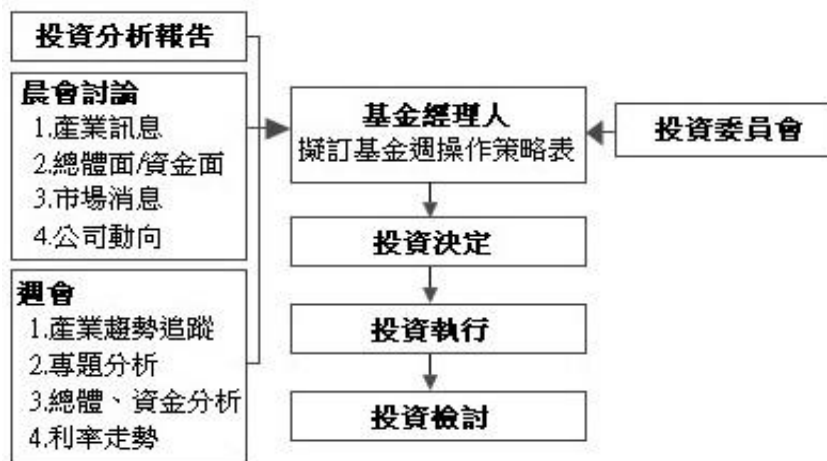 投資分析報告
晨會討論
1.產業訊息
2.總體面/資金面
3.市場消息
4.公司動向
週會
1.產業趨勢追蹤
2.專題分析
3.總體、資金分析
4.利率走勢
基金經理人
擬訂基金週操作策略表
投資決定
投資執行
投資檢討
投資委員會